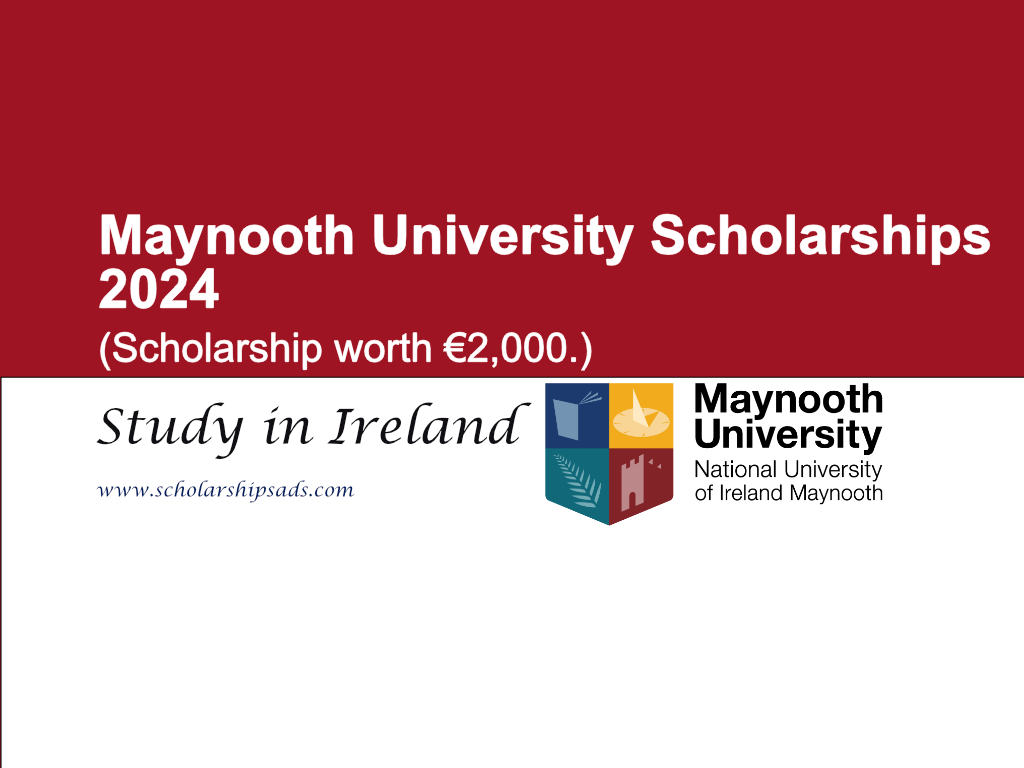 Maynooth University Scholarships
2024
(Scholarship worth €2,000.)
Study in Ireland
www.scholarshipsads.com
Maynooth
University
National University
of Ireland Maynooth